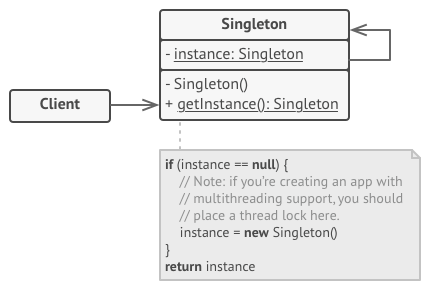 Singleton
- instance: Singleton
- Singleton()
+ getInstance(): Singleton
Client
if (instance == null) {
// Note: if you're creating an app with
// multithreading support, you should
// place a thread lock here.
instance = new Singleton()
}
return instance